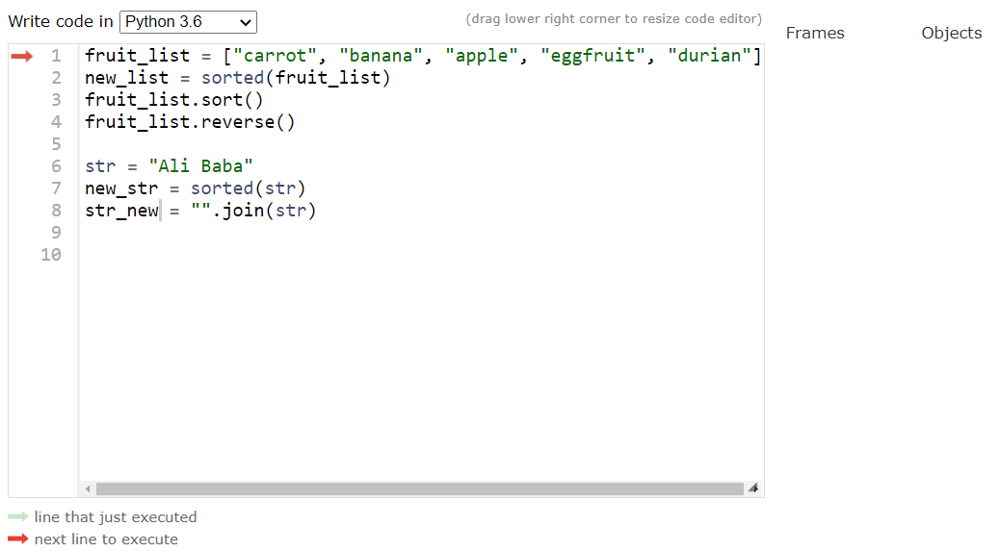 Write code in Python 3.6
(drag lower right corner to resize code editor)
Frames Objects
1 fruit_list = ["carrot", "banana", "apple", "eggfruit", "durian"]
2 new_list = sorted(fruit_list)
3 fruit_list.sort()
4 fruit_list.reverse()
5
6 str = "Ali Baba"
7 new_str = sorted(str)
8 str_new = "".join(str)
9
10
line that just executed
next line to execute